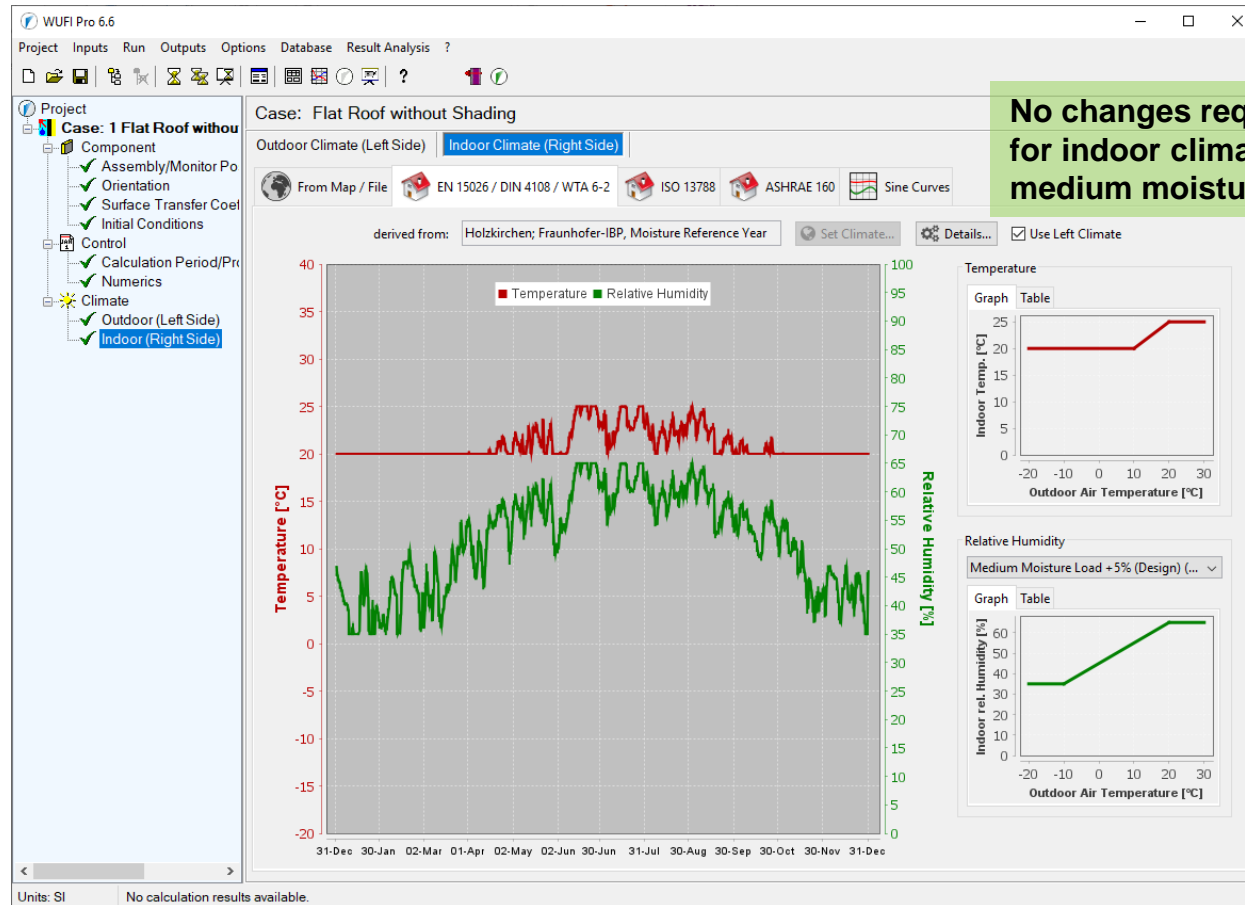 WUFI Pro 6.6
Project Inputs Run Outputs Options Database Result Analysis ?
Project
Case: 1 Flat Roof withou
Component
Assembly/Monitor Po
Orientation
Surface Transfer Coef
Initial Conditions
Control
Calculation Period/Pro
Numerics
Climate
Outdoor (Left Side)
Indoor (Right Side)
Case: Flat Roof without Shading
Outdoor Climate (Left Side) Indoor Climate (Right Side)
From Map / File EN 15026 / DIN 4108 / WTA 6-2 ISO 13788 ASHRAE 160 Sine Curves
No changes req
for indoor clima
medium moistu
derived from: Holzkirchen; Fraunhofer-IBP, Moisture Reference Year Set Climate... Details... Use Left Climate
Temperature Relative Humidity
Temperature [°C]
40
35
30
25
20
15
10
5
0
-5
-10
-15
-20
Relative Humidity [%]
100
95
90
85
80
75
70
65
60
55
50
45
40
35
30
25
20
15
10
5
0
31-Dec 30-Jan 02-Mar 01-Apr 02-May 02-Jun 30-Jun 31-Jul 30-Aug 30-Sep 30-Oct 30-Nov 31-Dec
Temperature
Graph Table
Indoor Temp. [°C]
25
20
15
10
5
0
-20 -10 0 10 20 30
Outdoor Air Temperature [°C]
Relative Humidity
Medium Moisture Load +5% (Design) (...
Graph Table
Indoor rel. Humidity [%]
60
50
40
30
20
10
0
-20 -10 0 10 20 30
Outdoor Air Temperature [°C]
Units: SI No calculation results available.